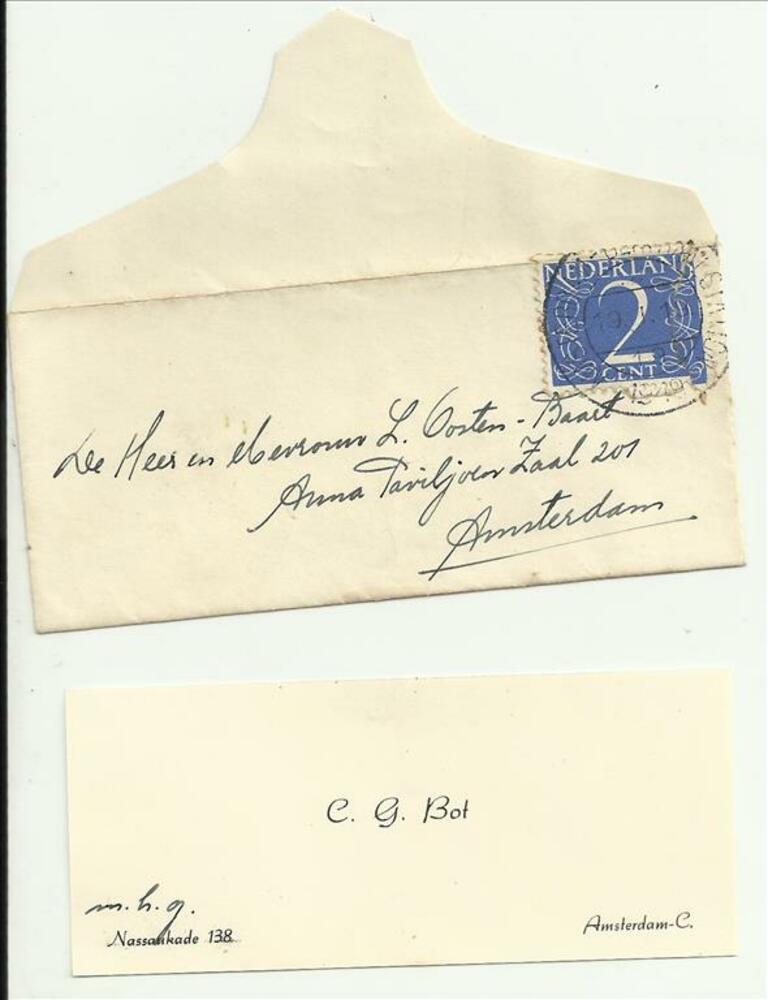 NEDERLAND
2
CENT
De Heer en Mevrouw L. Oosten-Baart
Anna Paviljoen Zaal 201
Amsterdam
C. G. Bot
m.h.g.
Nassaukade 138
Amsterdam-C.